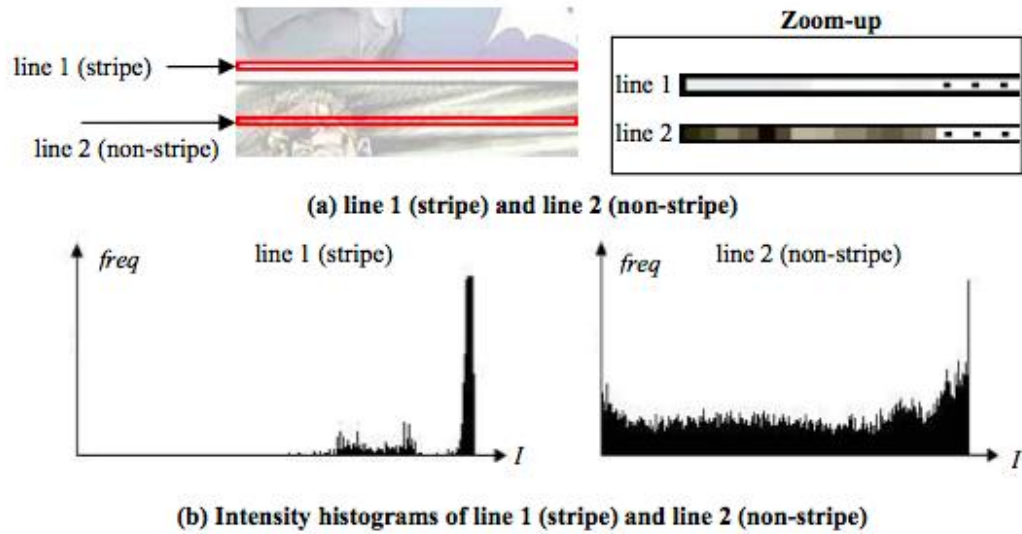 Zoom-up
line 1 (stripe)
line 1
line 2
line 2 (non-stripe)
(a) line 1 (stripe) and line 2 (non-stripe)
freq
line 1 (stripe)
I
freq
line 2 (non-stripe)
I
(b) Intensity histograms of line 1 (stripe) and line 2 (non-stripe)